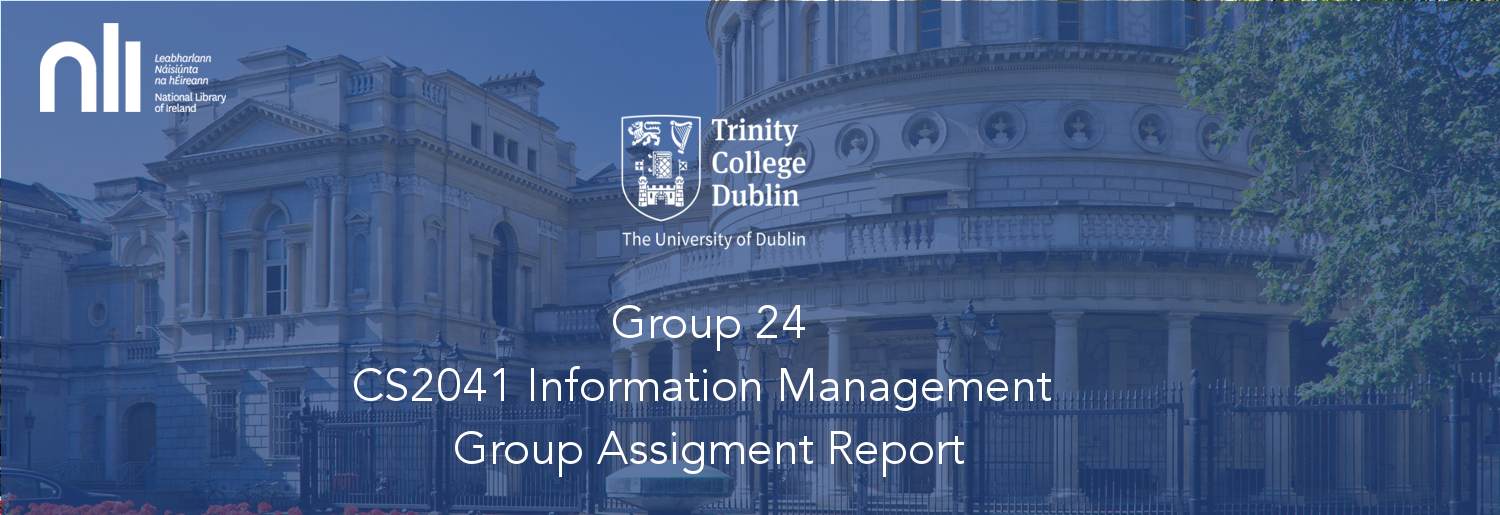 Leabharlann
Náisiúnta
na hÉireann
National Library
of Ireland
Trinity
College
Dublin
The University of Dublin
Group 24
CS2041 Information Management
Group Assigment Report